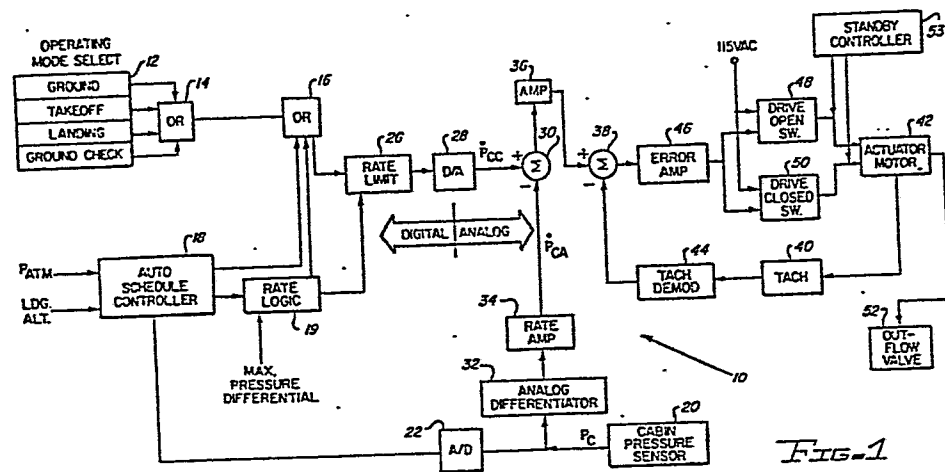 OPERATING
MODE SELECT
12
GROUND
TAKEOFF
LANDING
GROUND CHECK
14
OR
16
OR
26
RATE
LIMIT
28
D/A
ṖCC
+
Σ
30
−
36
AMP
+
38
Σ
−
46
ERROR
AMP
115VAC
48
DRIVE
OPEN
SW.
50
DRIVE
CLOSED
SW.
STANDBY
CONTROLLER
53
42
ACTUATOR
MOTOR
DIGITAL ANALOG
ṖCA
44
TACH
DEMOD
40
TACH
52
OUT-
FLOW
VALVE
PATM
LDG.
ALT.
18
AUTO
SCHEDULE
CONTROLLER
RATE
LOGIC
19
MAX.
PRESSURE
DIFFERENTIAL
34
RATE
AMP
32
ANALOG
DIFFERENTIATOR
10
22
A/D
PC
20
CABIN
PRESSURE
SENSOR
FIG-1